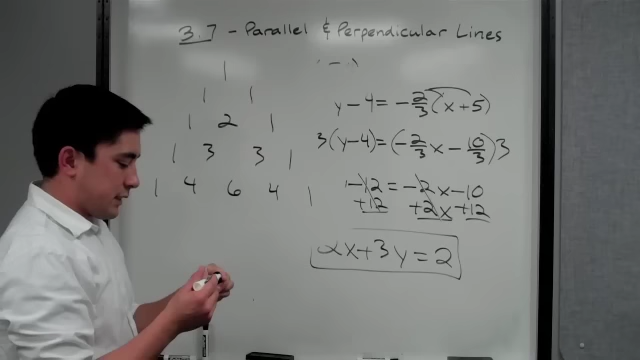 3.7 - Parallel & Perpendicular Lines
1
1 1
1 2 1
1 3 3 1
1 4 6 4 1
y-4=-2/3(x+5)
3(y-4)=(-2/3x-10/3)3
-12=-2x-10
+12 +2x +12
2x+3y=2